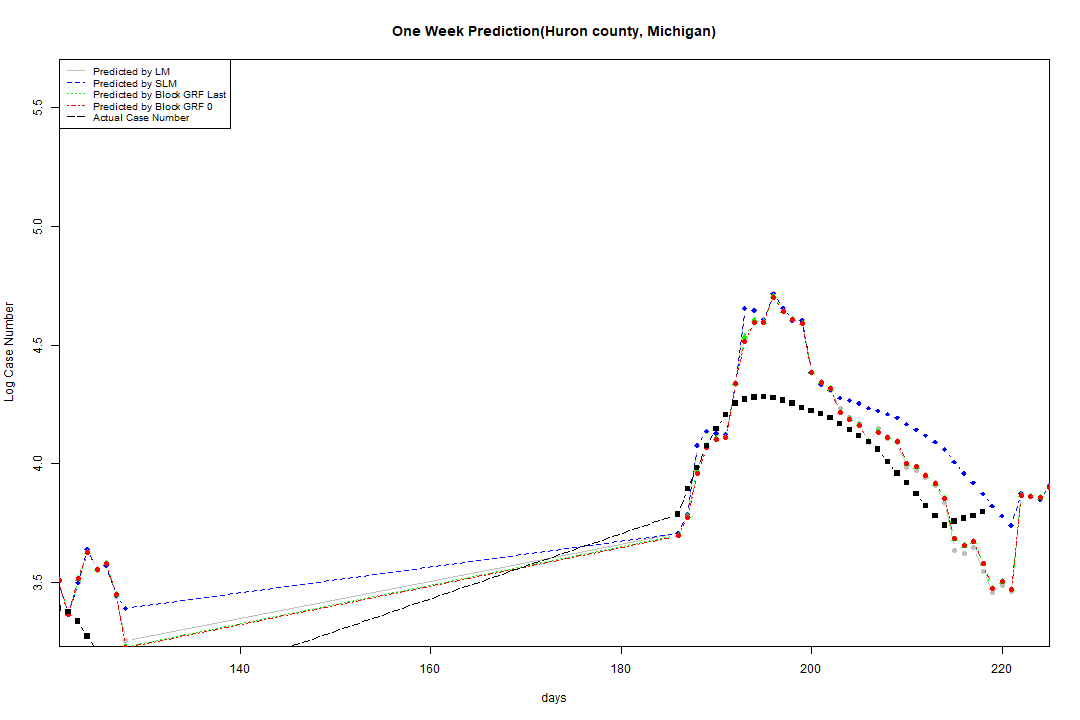 One Week Prediction(Huron county, Michigan)
Predicted by LM
Predicted by SLM
Predicted by Block GRF Last
Predicted by Block GRF 0
Actual Case Number
5.5
5.0
4.5
4.0
3.5
Log Case Number
140
160
180
200
220
days